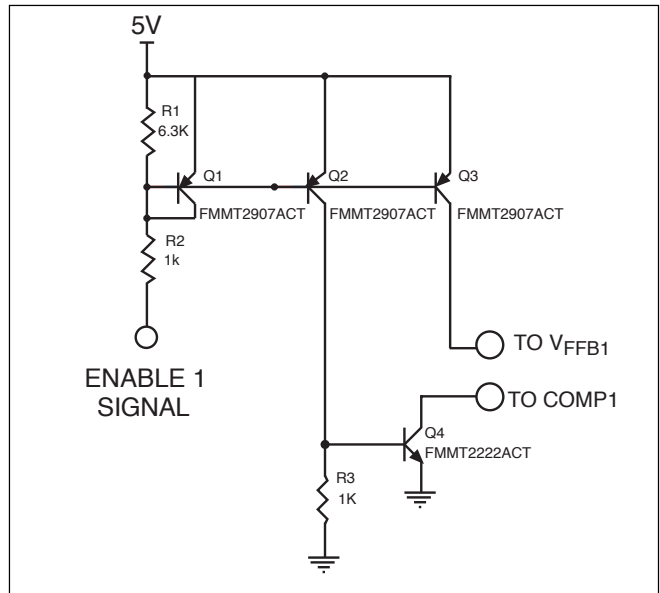 5V
R1
6.3K
Q1
Q2
Q3
FMMT2907ACT
FMMT2907ACT
FMMT2907ACT
R2
1k
TO VFFB1
ENABLE 1
SIGNAL
TO COMP1
Q4
FMMT2222ACT
R3
1K